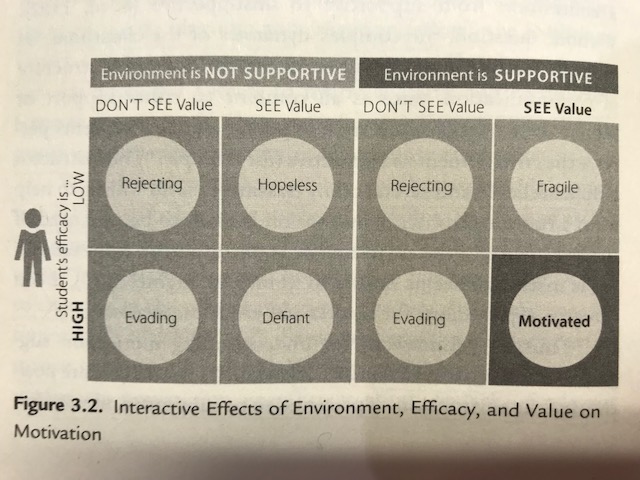 Environment is NOT SUPPORTIVE Environment is SUPPORTIVE
DON'T SEE Value SEE Value DON'T SEE Value SEE Value
Student's efficacy is ...
LOW
Rejecting Hopeless Rejecting Fragile
HIGH
Evading Defiant Evading Motivated
Figure 3.2. Interactive Effects of Environment, Efficacy, and Value on
Motivation